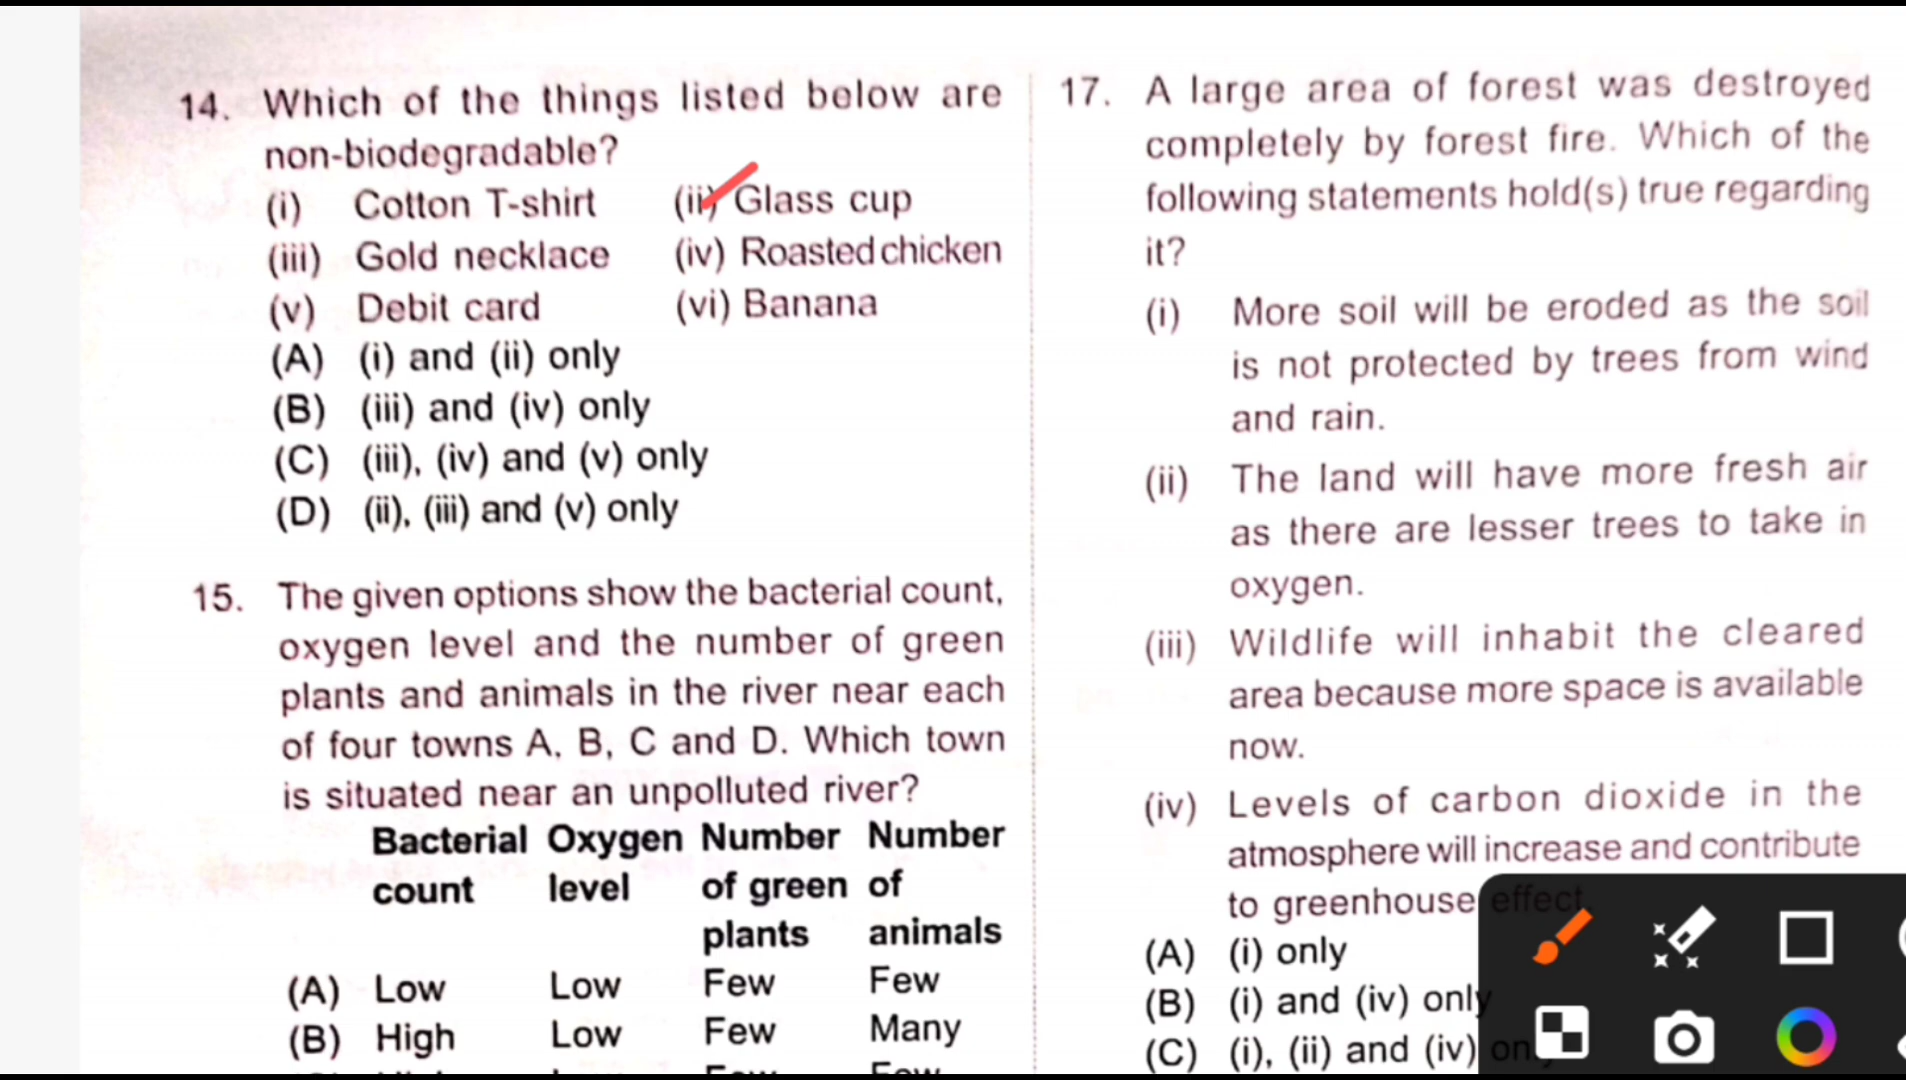 14. Which of the things listed below are
non-biodegradable?
(i) Cotton T-shirt (ii) Glass cup
(iii) Gold necklace (iv) Roasted chicken
(v) Debit card (vi) Banana
(A) (i) and (ii) only
(B) (iii) and (iv) only
(C) (iii), (iv) and (v) only
(D) (ii), (iii) and (v) only
15. The given options show the bacterial count,
oxygen level and the number of green
plants and animals in the river near each
of four towns A, B, C and D. Which town
is situated near an unpolluted river?
Bacterial Oxygen Number Number
count level of green of
plants animals
(A) Low Low Few Few
(B) High Low Few Many
17. A large area of forest was destroyed
completely by forest fire. Which of the
following statements hold(s) true regarding
it?
(i) More soil will be eroded as the soil
is not protected by trees from wind
and rain.
(ii) The land will have more fresh air
as there are lesser trees to take in
oxygen.
(iii) Wildlife will inhabit the cleared
area because more space is available
now.
(iv) Levels of carbon dioxide in the
atmosphere will increase and contribute
to greenhouse effect.
(A) (i) only
(B) (i) and (iv) only
(C) (i), (ii) and (iv)